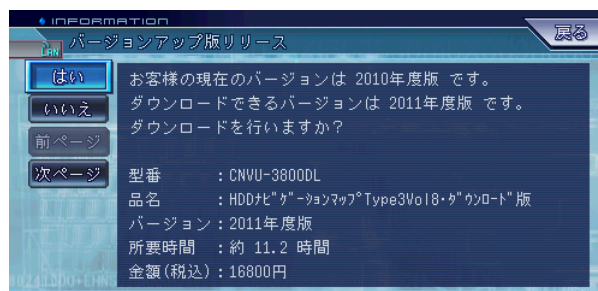 INFORMATION
LAN
バージョンアップ版リリース
戻る
はい
いいえ
前ページ
次ページ
お客様の現在のバージョンは 2010年度版 です。
ダウンロードできるバージョンは 2011年度版 です。
ダウンロードを行いますか?
型番 :CNVU-3800DL
品名 :HDDﾅﾋﾞｹﾞｰｼｮﾝﾏｯﾌﾟType3Vol8・ﾀﾞｳﾝﾛｰﾄﾞ版
バージョン:2011年度版
所要時間 :約 11.2 時間
金額(税込):16800円